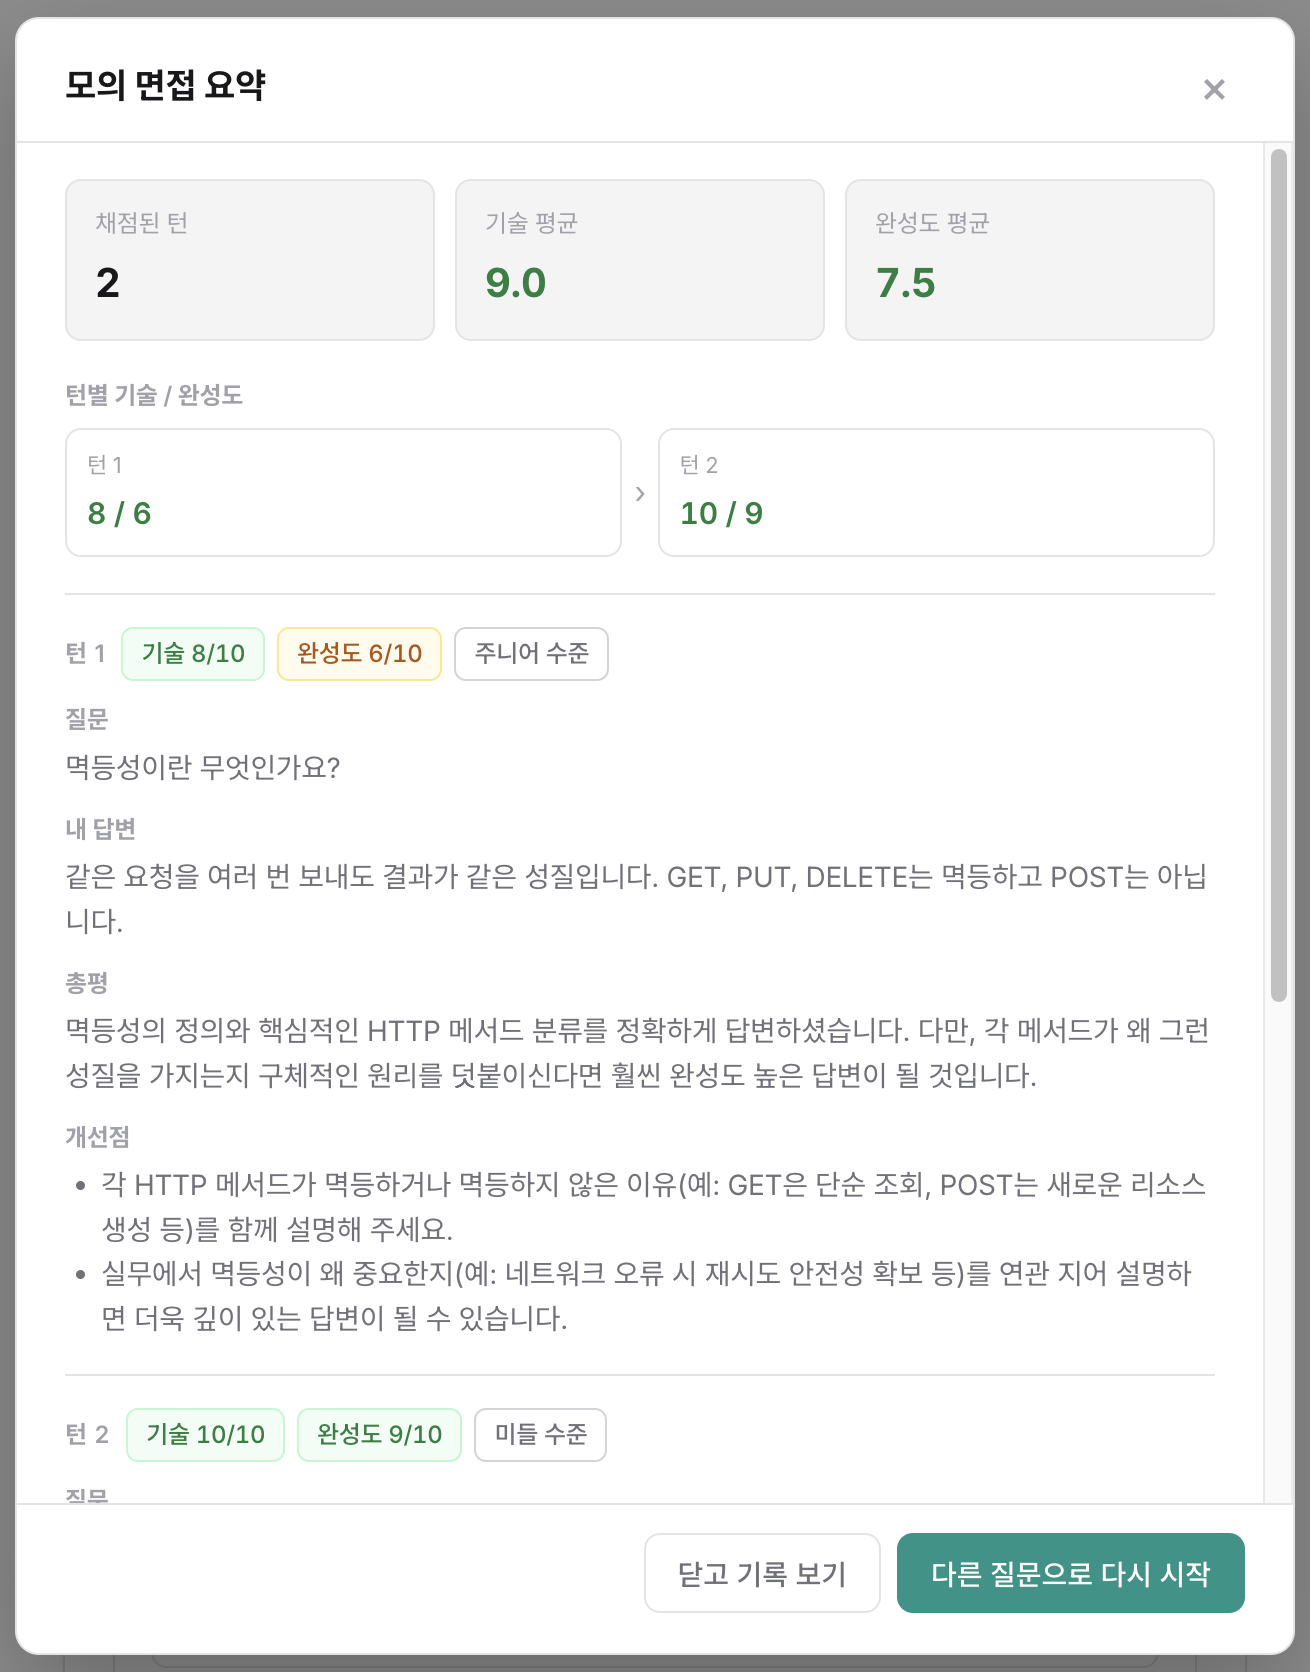 모의 면접 요약
×
채점된 턴
2
기술 평균
9.0
완성도 평균
7.5
턴별 기술 / 완성도
턴 1
8 / 6
›
턴 2
10 / 9
턴 1 기술 8/10 완성도 6/10 주니어 수준
질문
멱등성이란 무엇인가요?
내 답변
같은 요청을 여러 번 보내도 결과가 같은 성질입니다. GET, PUT, DELETE는 멱등하고 POST는 아닙
니다.
총평
멱등성의 정의와 핵심적인 HTTP 메서드 분류를 정확하게 답변하셨습니다. 다만, 각 메서드가 왜 그런
성질을 가지는지 구체적인 원리를 덧붙이신다면 훨씬 완성도 높은 답변이 될 것입니다.
개선점
• 각 HTTP 메서드가 멱등하거나 멱등하지 않은 이유(예: GET은 단순 조회, POST는 새로운 리소스
생성 등)를 함께 설명해 주세요.
• 실무에서 멱등성이 왜 중요한지(예: 네트워크 오류 시 재시도 안전성 확보 등)를 연관 지어 설명하
면 더욱 깊이 있는 답변이 될 수 있습니다.
턴 2 기술 10/10 완성도 9/10 미들 수준
질문
닫고 기록 보기
다른 질문으로 다시 시작